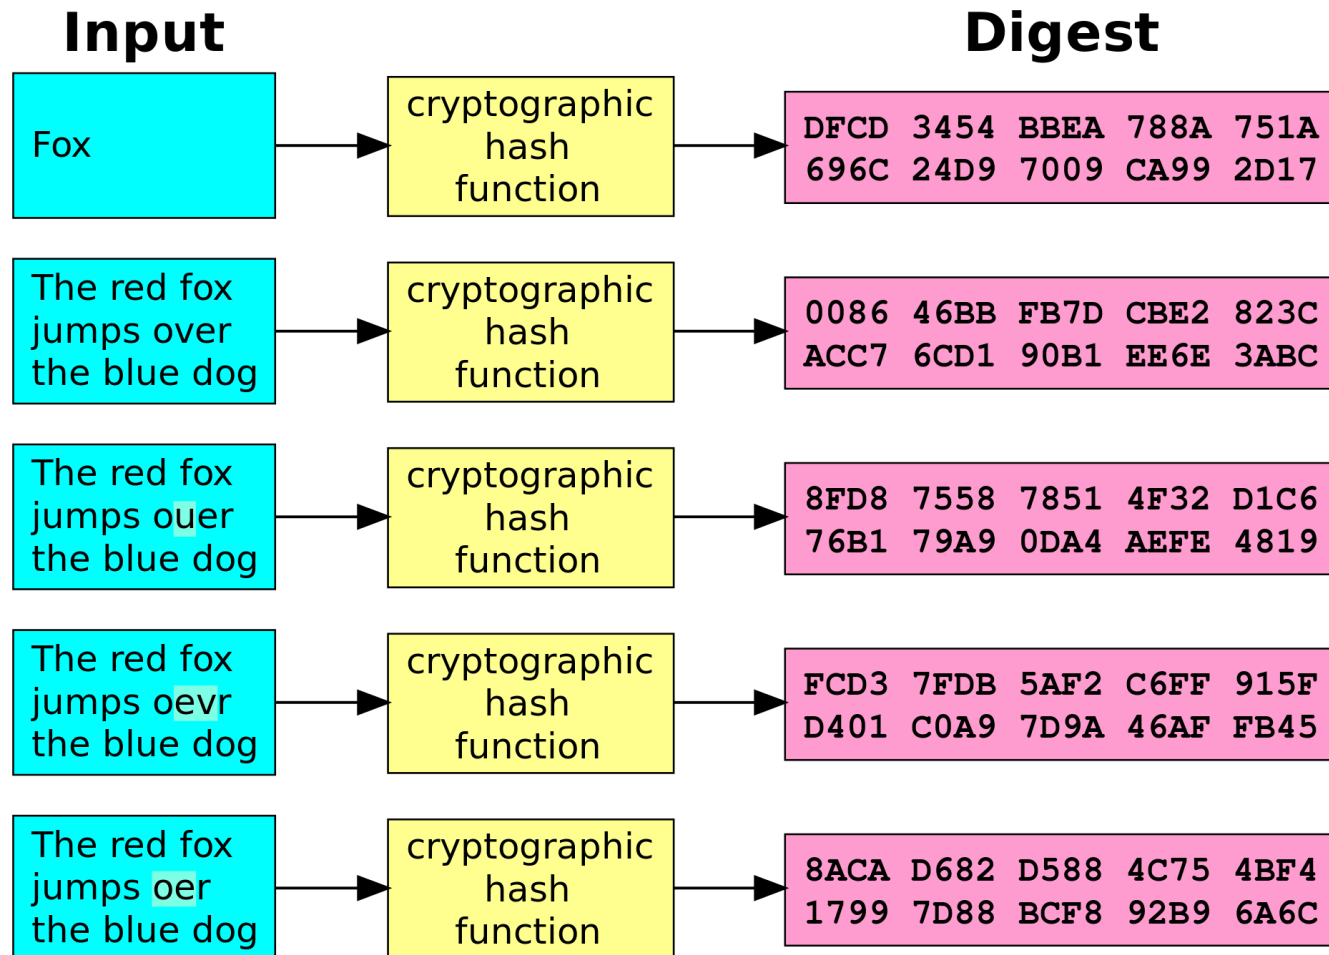 Input
Digest
Fox
cryptographic
hash
function
DFCD 3454 BBEA 788A 751A
696C 24D9 7009 CA99 2D17
The red fox
jumps over
the blue dog
cryptographic
hash
function
0086 46BB FB7D CBE2 823C
ACC7 6CD1 90B1 EE6E 3ABC
The red fox
jumps ouer
the blue dog
cryptographic
hash
function
8FD8 7558 7851 4F32 D1C6
76B1 79A9 0DA4 AEFE 4819
The red fox
jumps oevr
the blue dog
cryptographic
hash
function
FCD3 7FDB 5AF2 C6FF 915F
D401 C0A9 7D9A 46AF FB45
The red fox
jumps oer
the blue dog
cryptographic
hash
function
8ACA D682 D588 4C75 4BF4
1799 7D88 BCF8 92B9 6A6C